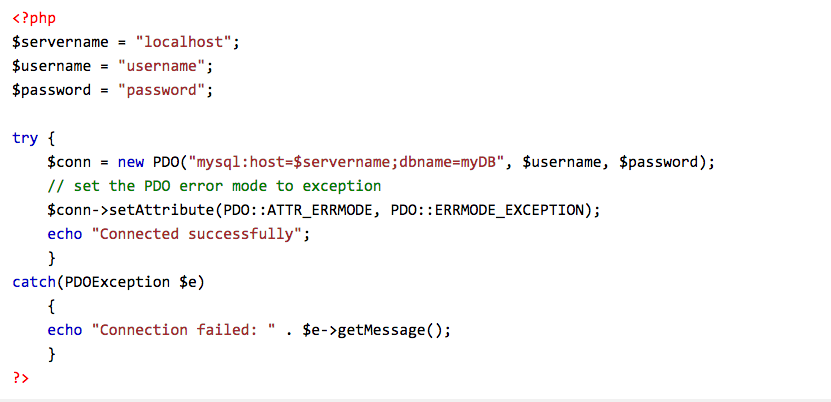 <?php
$servername = "localhost";
$username = "username";
$password = "password";

try {
    $conn = new PDO("mysql:host=$servername;dbname=myDB", $username, $password);
    // set the PDO error mode to exception
    $conn->setAttribute(PDO::ATTR_ERRMODE, PDO::ERRMODE_EXCEPTION);
    echo "Connected successfully";
    }
catch(PDOException $e)
    {
    echo "Connection failed: " . $e->getMessage();
    }
?>